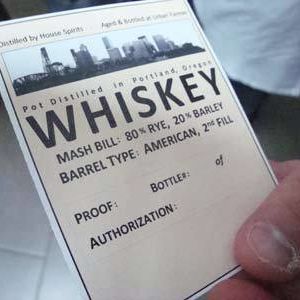 Distilled by House Spirits Aged & Bottled at Urban Farmer
Pot Distilled in Portland, Oregon
WHISKEY
MASH BILL: 80% RYE, 20% BARLEY
BARREL TYPE: AMERICAN, 2nd FILL
PROOF: BOTTLE#: of
AUTHORIZATION: